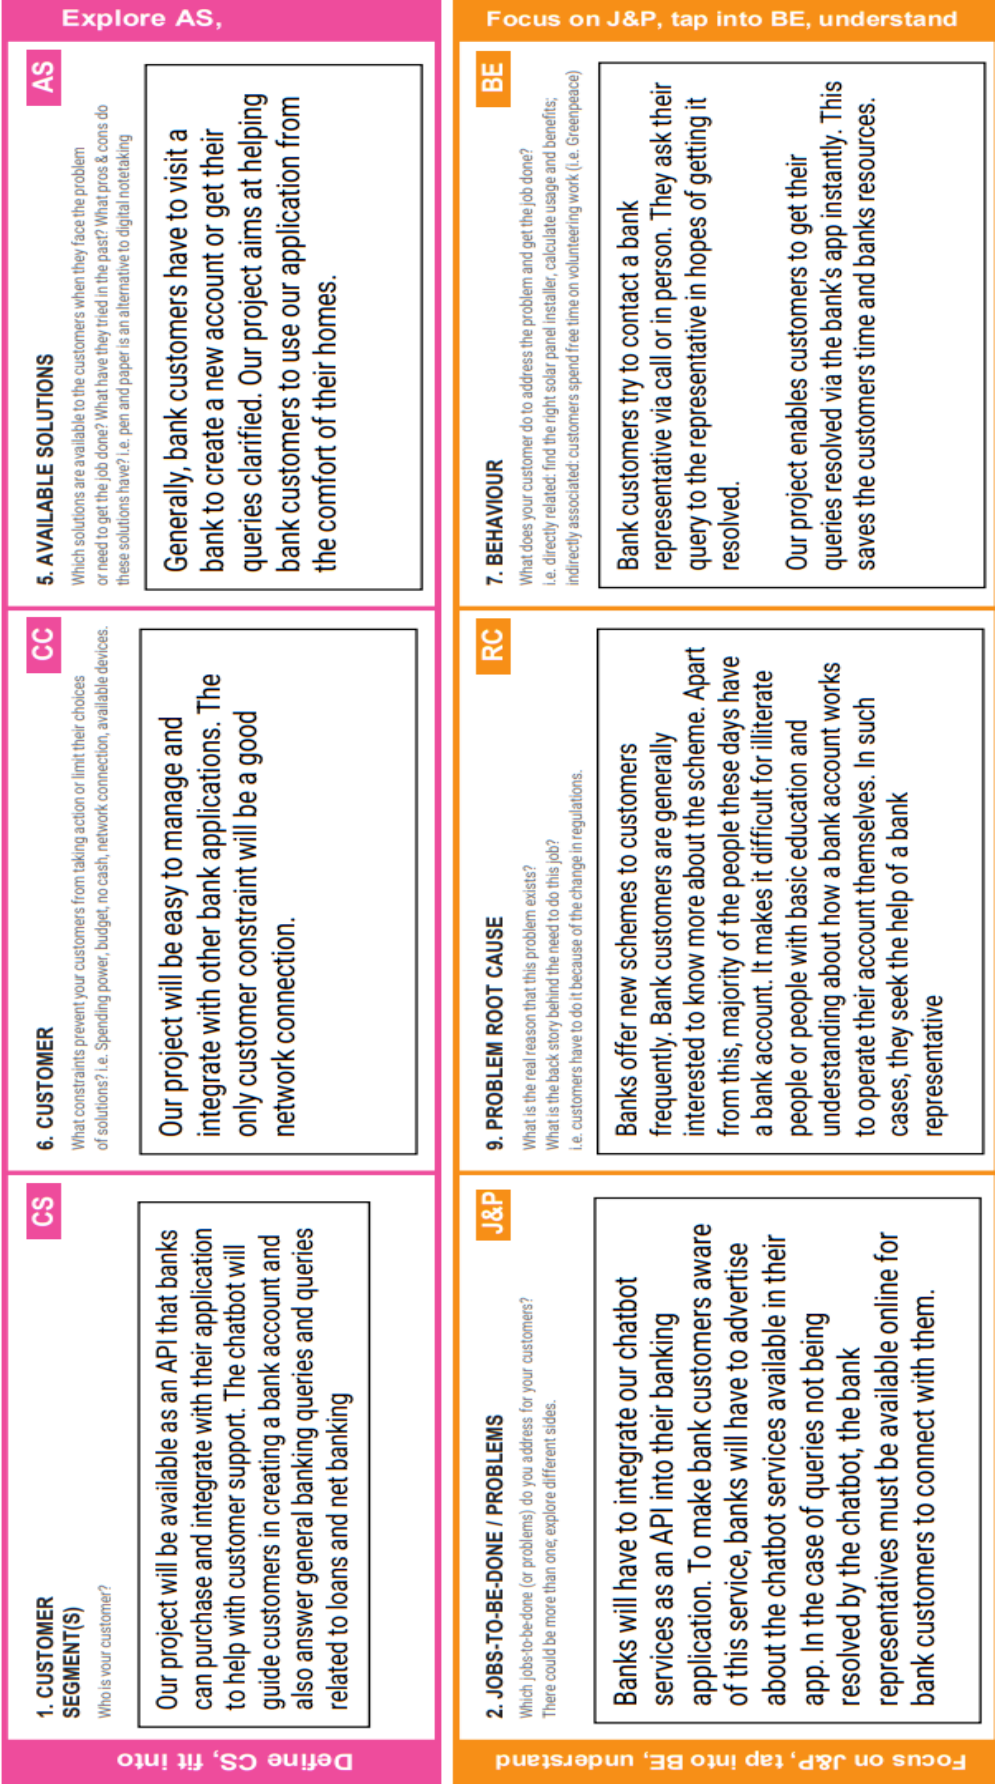 Define CS, fit into
1. CUSTOMER
SEGMENT(S)
CS
Who is your customer?
Our project will be available as an API that banks
can purchase and integrate with their application
to help with customer support. The chatbot will
guide customers in creating a bank account and
also answer general banking queries and queries
related to loans and net banking
6. CUSTOMER
CC
What constraints prevent your customers from taking action or limit their choices
of solutions? i.e. Spending power, budget, no cash, network connection, available devices.
Our project will be easy to manage and
integrate with other bank applications. The
only customer constraint will be a good
network connection.
5. AVAILABLE SOLUTIONS
AS
Which solutions are available to the customers when they face the problem
or need to get the job done? What have they tried in the past? What pros & cons do
these solutions have? i.e. pen and paper is an alternative to digital notetaking
Generally, bank customers have to visit a
bank to create a new account or get their
queries clarified. Our project aims at helping
bank customers to use our application from
the comfort of their homes.
Explore AS,
Focus on J&P, tap into BE, understand
2. JOBS-TO-BE-DONE / PROBLEMS
J&P
Which jobs-to-be-done (or problems) do you address for your customers?
There could be more than one; explore different sides.
Banks will have to integrate our chatbot
services as an API into their banking
application. To make bank customers aware
of this service, banks will have to advertise
about the chatbot services available in their
app. In the case of queries not being
resolved by the chatbot, the bank
representatives must be available online for
bank customers to connect with them.
9. PROBLEM ROOT CAUSE
RC
What is the real reason that this problem exists?
What is the back story behind the need to do this job?
i.e. customers have to do it because of the change in regulations.
Banks offer new schemes to customers
frequently. Bank customers are generally
interested to know more about the scheme. Apart
from this, majority of the people these days have
a bank account. It makes it difficult for illiterate
people or people with basic education and
understanding about how a bank account works
to operate their account themselves. In such
cases, they seek the help of a bank
representative
7. BEHAVIOUR
BE
What does your customer do to address the problem and get the job done?
i.e. directly related: find the right solar panel installer, calculate usage and benefits;
indirectly associated: customers spend free time on volunteering work (i.e. Greenpeace)
Bank customers try to contact a bank
representative via call or in person. They ask their
query to the representative in hopes of getting it
resolved.
Our project enables customers to get their
queries resolved via the bank's app instantly. This
saves the customers time and banks resources.
Focus on J&P, tap into BE, understand